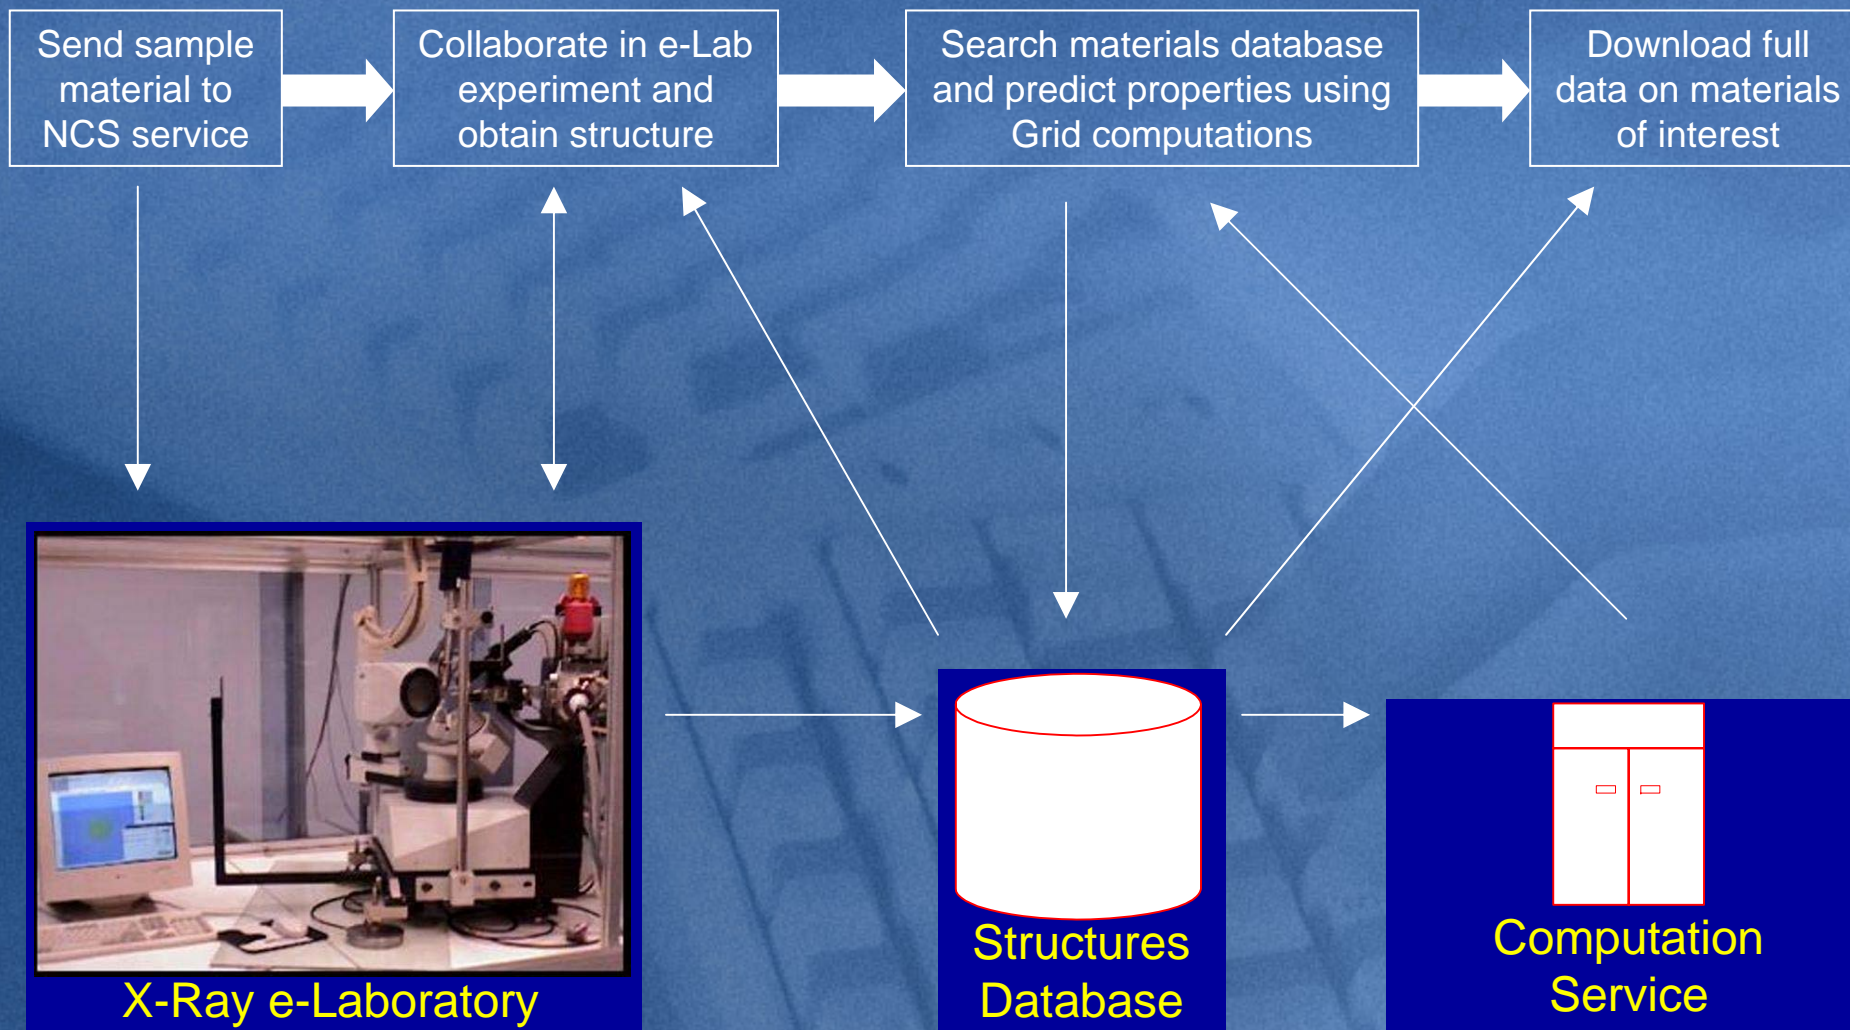 Send sample
material to
NCS service
Collaborate in e-Lab
experiment and
obtain structure
Search materials database
and predict properties using
Grid computations
Download full
data on materials
of interest
X-Ray e-Laboratory
Structures
Database
Computation
Service